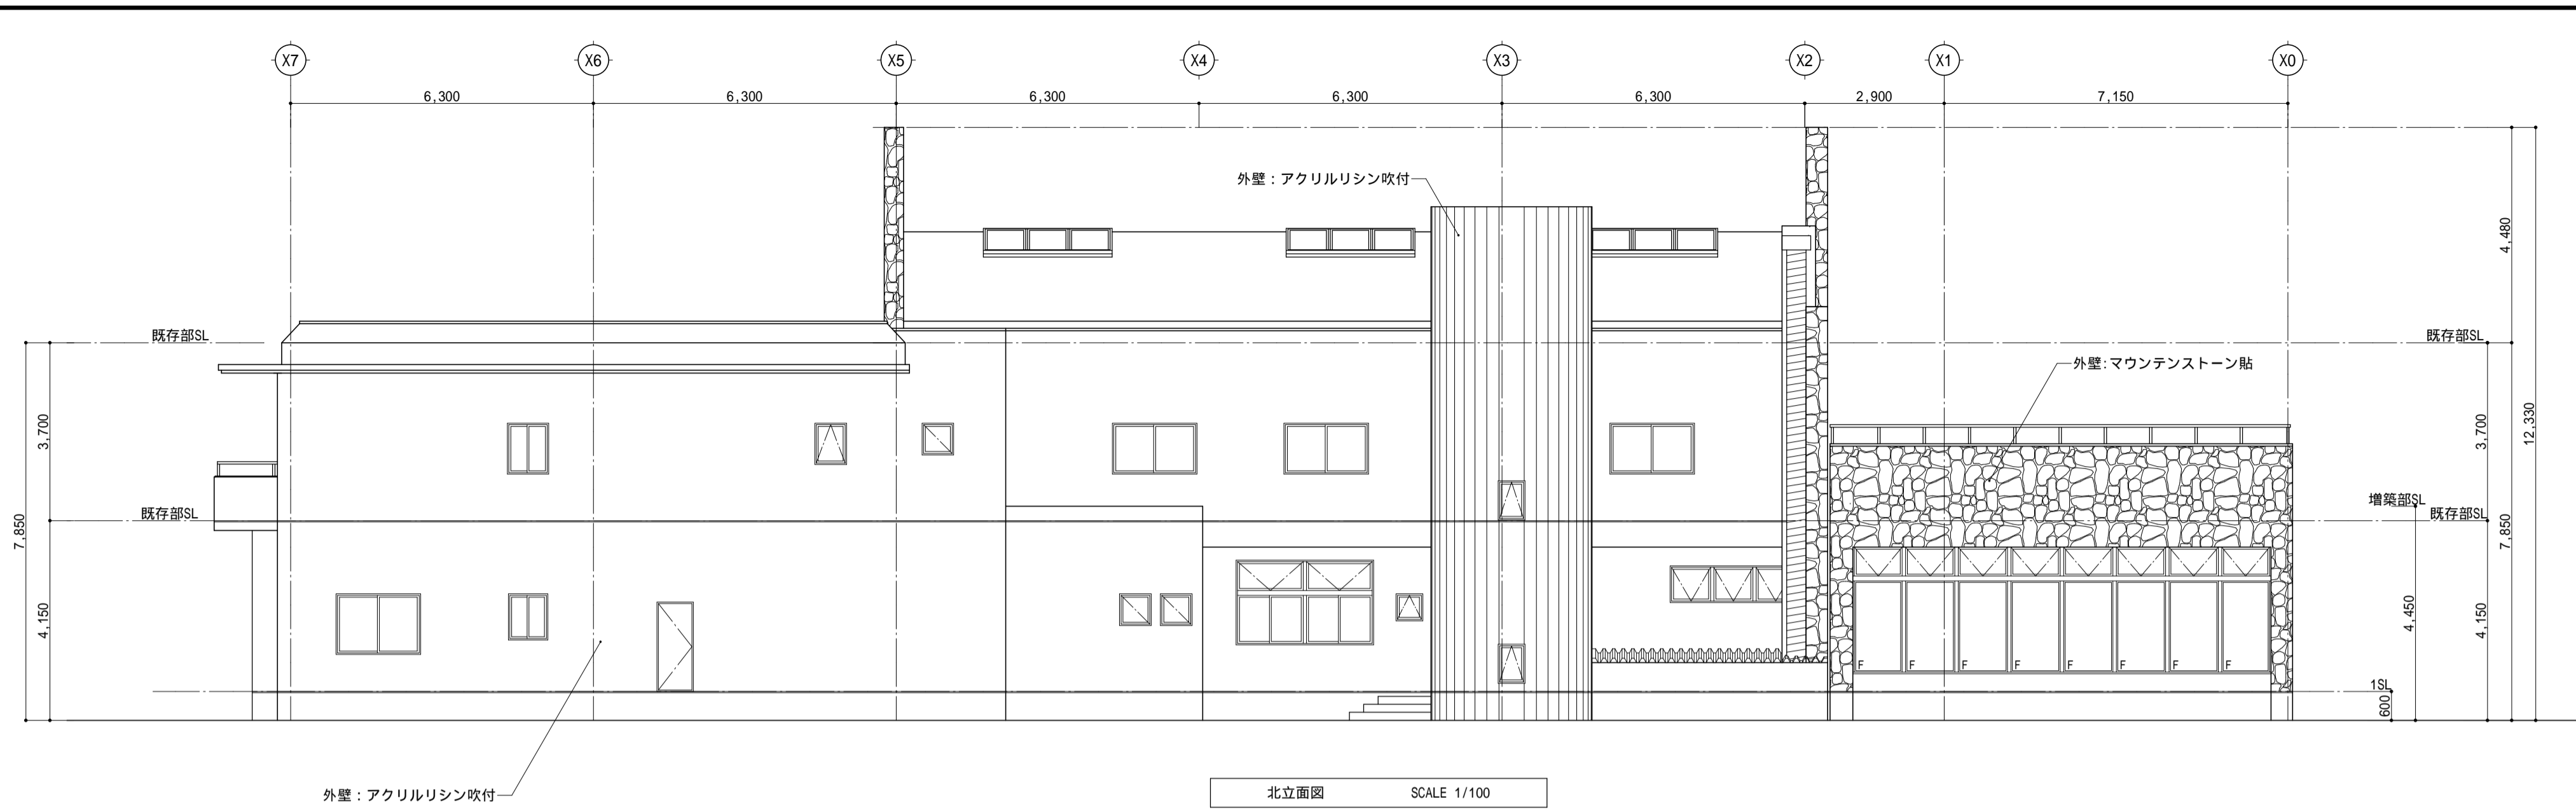 X7 X6 X5 X4 X3 X2 X1 X0
6,300 6,300 6,300 6,300 6,300 2,900 7,150
外壁：アクリルリシン吹付
4,480
既存部SL
既存部SL
外壁:マウンテンストーン貼
12,330
3,700
3,700
増築部SL
既存部SL
既存部SL
7,850
7,850
4,150
4,450
4,150
F F F F F F F F
1SL
600
外壁：アクリルリシン吹付
北立面図 SCALE 1/100